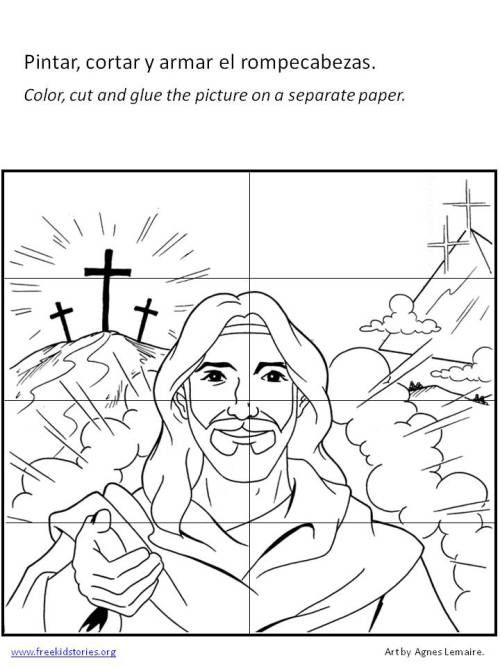 Pintar, cortar y armar el rompecabezas.
Color, cut and glue the picture on a separate paper.
www.freekidstories.org
Art by Agnes Lemaire.